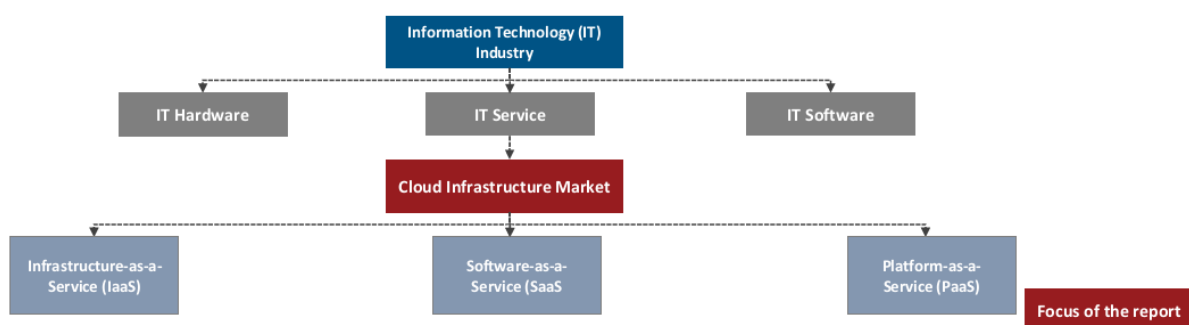 Information Technology (IT)
Industry
IT Hardware
IT Service
IT Software
Cloud Infrastructure Market
Infrastructure-as-a-
Service (IaaS)
Software-as-a-
Service (SaaS
Platform-as-a-
Service (PaaS)
Focus of the report